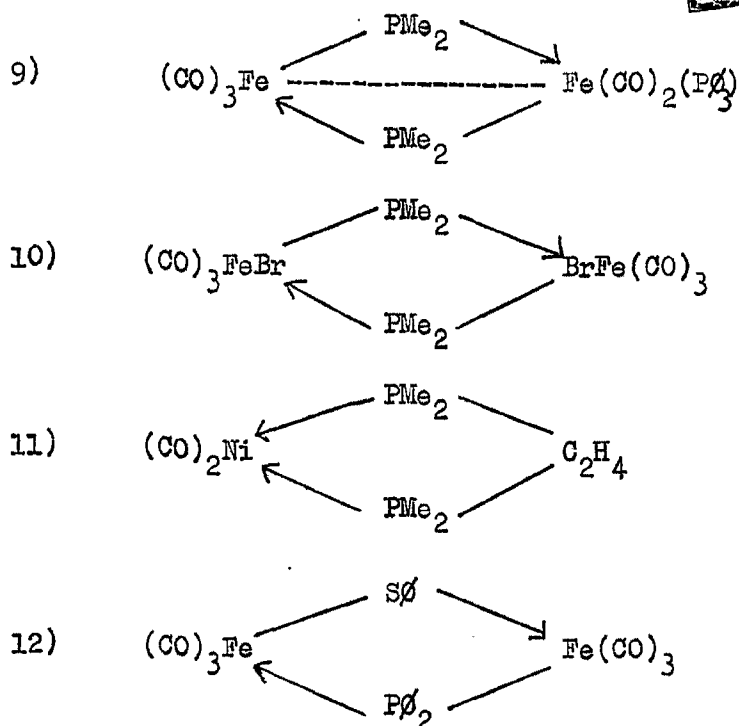 PMe₂
9) (CO)₃Fe Fe(CO)₂(PØ₃)
PMe₂
PMe₂
10) (CO)₃FeBr BrFe(CO)₃
PMe₂
PMe₂
11) (CO)₂Ni C₂H₄
PMe₂
SØ
12) (CO)₃Fe Fe(CO)₃
PØ₂